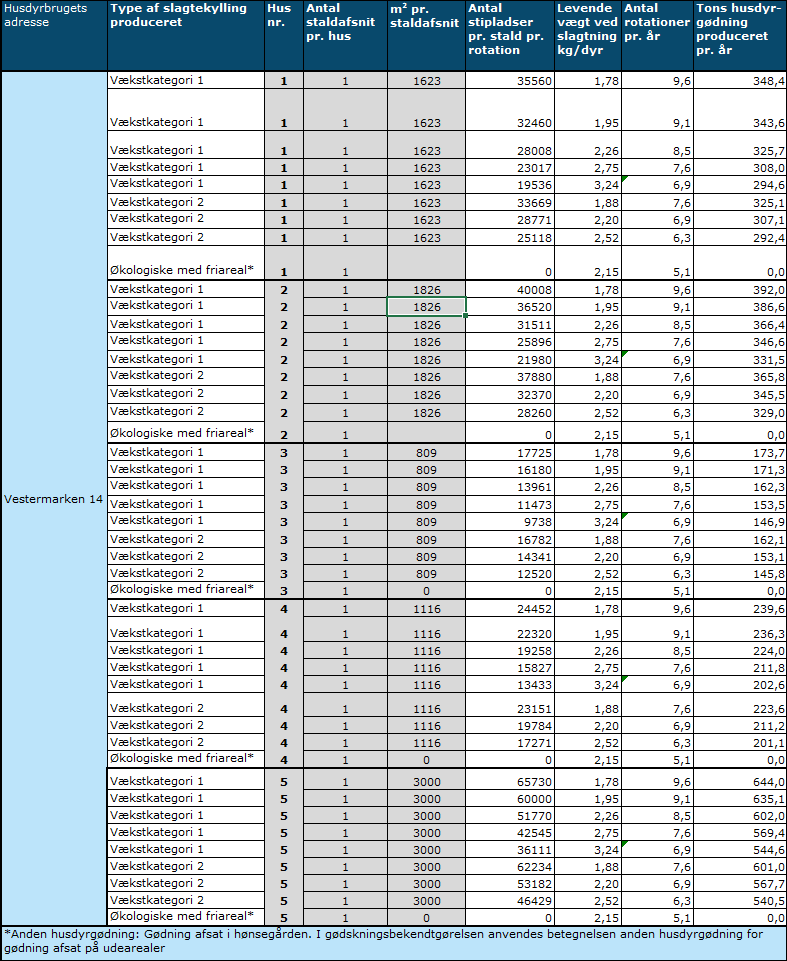 Husdyrbrugets adresse | Type af slagtekylling produceret | Hus nr. | Antal staldafsnit pr. hus | m² pr. staldafsnit | Antal stipladser pr. stald pr. rotation | Levende vægt ved slagtning kg/dyr | Antal rotationer pr. år | Tons husdyr-gødning produceret pr. år
Vækstkategori 1 1 1 1623 35560 1,78 9,6 348,4
Vækstkategori 1 1 1 1623 32460 1,95 9,1 343,6
Vækstkategori 1 1 1 1623 28008 2,26 8,5 325,7
Vækstkategori 1 1 1 1623 23017 2,75 7,6 308,0
Vækstkategori 1 1 1 1623 19536 3,24 6,9 294,6
Vækstkategori 2 1 1 1623 33669 1,88 7,6 325,1
Vækstkategori 2 1 1 1623 28771 2,20 6,9 307,1
Vækstkategori 2 1 1 1623 25118 2,52 6,3 292,4
Økologiske med friareal* 1 1 0 2,15 5,1 0,0
Vækstkategori 1 2 1 1826 40008 1,78 9,6 392,0
Vækstkategori 1 2 1 1826 36520 1,95 9,1 386,6
Vækstkategori 1 2 1 1826 31511 2,26 8,5 366,4
Vækstkategori 1 2 1 1826 25896 2,75 7,6 346,6
Vækstkategori 1 2 1 1826 21980 3,24 6,9 331,5
Vækstkategori 2 2 1 1826 37880 1,88 7,6 365,8
Vækstkategori 2 2 1 1826 32370 2,20 6,9 345,5
Vækstkategori 2 2 1 1826 28260 2,52 6,3 329,0
Økologiske med friareal* 2 1 0 2,15 5,1 0,0
Vækstkategori 1 3 1 809 17725 1,78 9,6 173,7
Vækstkategori 1 3 1 809 16180 1,95 9,1 171,3
Vækstkategori 1 3 1 809 13961 2,26 8,5 162,3
Vestermarken 14 Vækstkategori 1 3 1 809 11473 2,75 7,6 153,5
Vækstkategori 1 3 1 809 9738 3,24 6,9 146,9
Vækstkategori 2 3 1 809 16782 1,88 7,6 162,1
Vækstkategori 2 3 1 809 14341 2,20 6,9 153,1
Vækstkategori 2 3 1 809 12520 2,52 6,3 145,8
Økologiske med friareal* 3 1 0 0 2,15 5,1 0,0
Vækstkategori 1 4 1 1116 24452 1,78 9,6 239,6
Vækstkategori 1 4 1 1116 22320 1,95 9,1 236,3
Vækstkategori 1 4 1 1116 19258 2,26 8,5 224,0
Vækstkategori 1 4 1 1116 15827 2,75 7,6 211,8
Vækstkategori 1 4 1 1116 13433 3,24 6,9 202,6
Vækstkategori 2 4 1 1116 23151 1,88 7,6 223,6
Vækstkategori 2 4 1 1116 19784 2,20 6,9 211,2
Vækstkategori 2 4 1 1116 17271 2,52 6,3 201,1
Økologiske med friareal* 4 1 0 0 2,15 5,1 0,0
Vækstkategori 1 5 1 3000 65730 1,78 9,6 644,0
Vækstkategori 1 5 1 3000 60000 1,95 9,1 635,1
Vækstkategori 1 5 1 3000 51770 2,26 8,5 602,0
Vækstkategori 1 5 1 3000 42545 2,75 7,6 569,4
Vækstkategori 1 5 1 3000 36111 3,24 6,9 544,6
Vækstkategori 2 5 1 3000 62234 1,88 7,6 601,0
Vækstkategori 2 5 1 3000 53182 2,20 6,9 567,7
Vækstkategori 2 5 1 3000 46429 2,52 6,3 540,5
Økologiske med friareal* 5 1 0 0 2,15 5,1 0,0
*Anden husdyrgødning: Gødning afsat i hønsegården. I gødskningsbekendtgørelsen anvendes betegnelsen anden husdyrgødning for
gødning afsat på udearealer